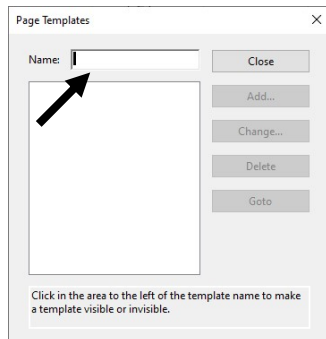 Page Templates
Name:
Close
Add...
Change...
Delete
Goto
Click in the area to the left of the template name to make
a template visible or invisible.